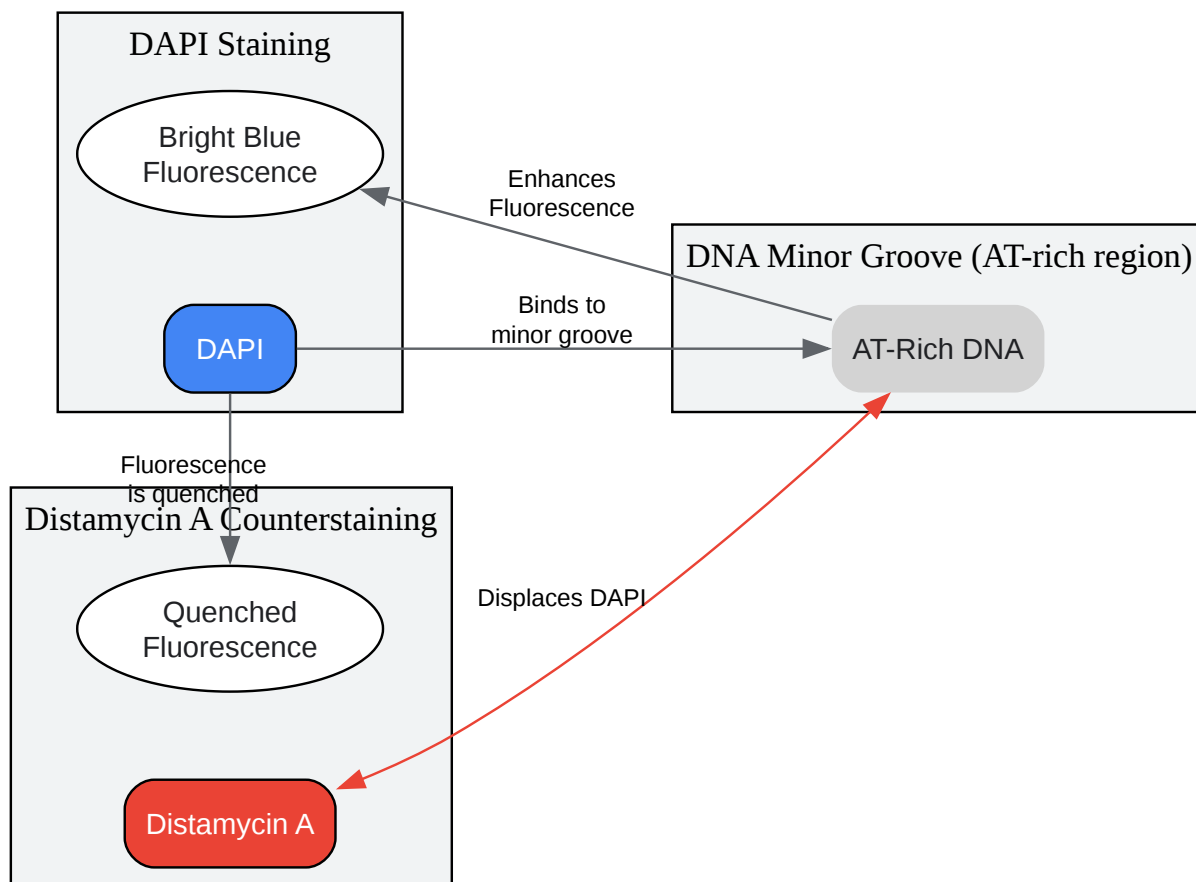 DAPI Staining
Bright Blue
Fluorescence
Enhances
Fluorescence
DNA Minor Groove (AT-rich region)
Binds to
minor groove
DAPI
AT-Rich DNA
Fluorescence
is quenched
Distamycin A Counterstaining
Quenched
Fluorescence
Displaces DAPI
Distamycin A